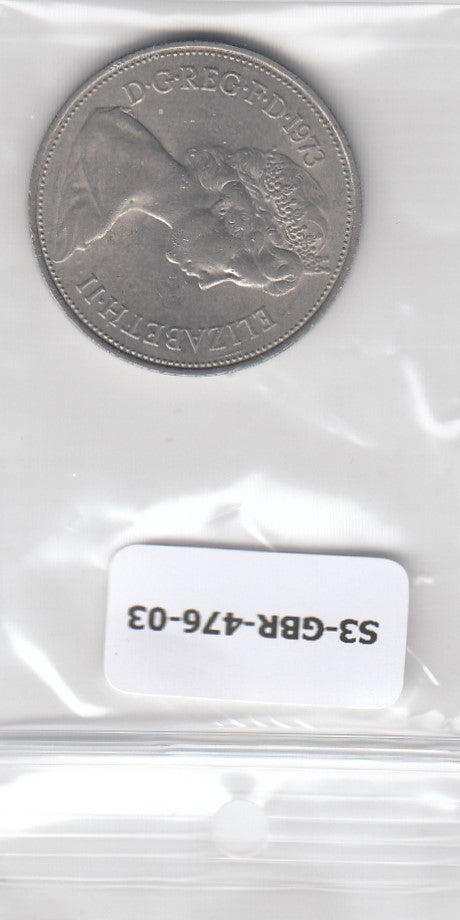 D·G·REG·F·D·1973
ELIZABETH·II
S3-GBR-476-03